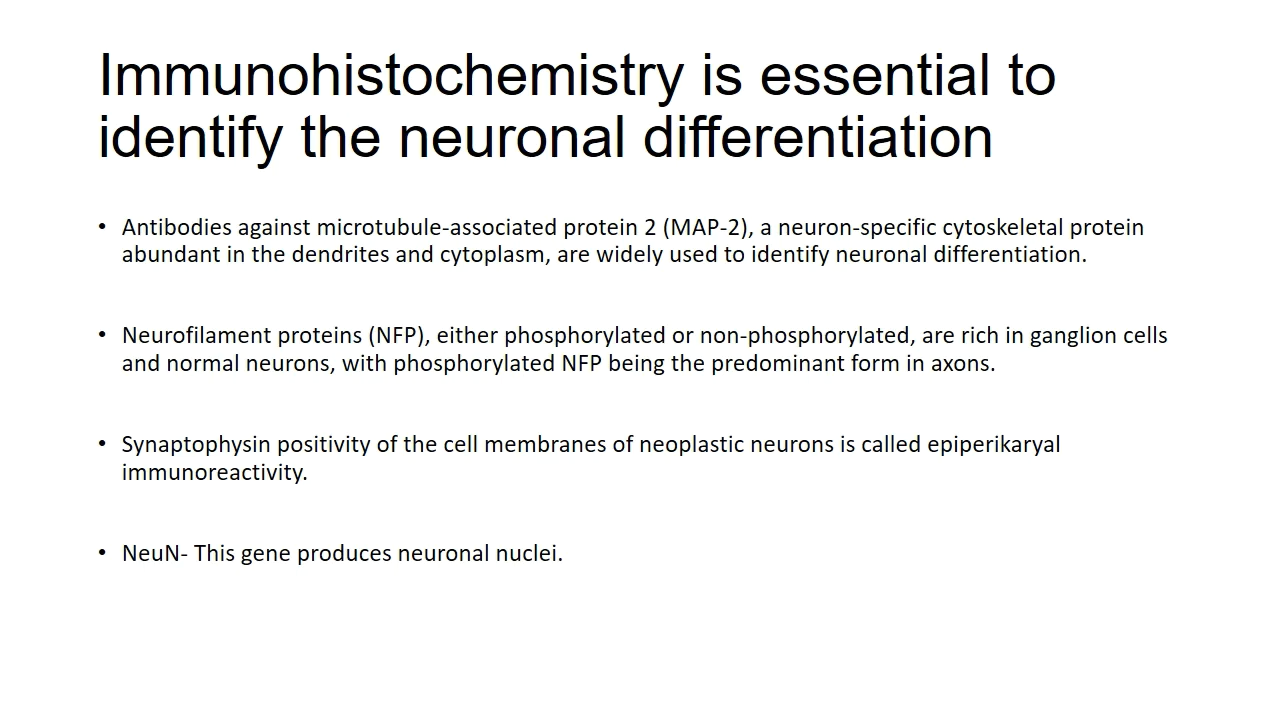 Immunohistochemistry is essential to
identify the neuronal differentiation
• Antibodies against microtubule-associated protein 2 (MAP-2), a neuron-specific cytoskeletal protein
abundant in the dendrites and cytoplasm, are widely used to identify neuronal differentiation.
• Neurofilament proteins (NFP), either phosphorylated or non-phosphorylated, are rich in ganglion cells
and normal neurons, with phosphorylated NFP being the predominant form in axons.
• Synaptophysin positivity of the cell membranes of neoplastic neurons is called epiperikaryal
immunoreactivity.
• NeuN- This gene produces neuronal nuclei.